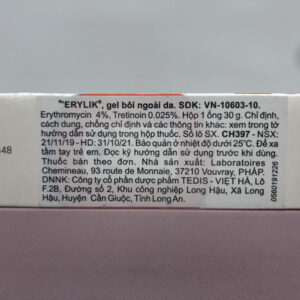 "ERYLIK", gel bôi ngoài da. SDK: VN-10603-10.
Erythromycin 4%, Tretinoin 0.025%. Hộp 1 ống 30 g. Chỉ định,
cách dùng, chống chỉ định và các thông tin khác: xem trong tờ
hướng dẫn sử dụng trong hộp thuốc. Số lô SX. CH397 - NSX:
21/11/19 - HD: 31/10/21. Bảo quản ở nhiệt độ dưới 25°C. Để
xa tầm tay trẻ em. Đọc kỹ hướng dẫn sử dụng trước khi dùng.
Thuốc bán theo đơn. Nhà sản xuất: Laboratoires
Chemineau, 93 route de Monnaie, 37210 Vouvray, PHÁP.
DNNK: Công ty cổ phần dược phẩm TEDIS - VIỆT HÀ, Lô
F.2B, Đường số 2, Khu công nghiệp Long Hậu, Xã Long
Hậu, Huyện Cần Giuộc, Tỉnh Long An.
0560191226